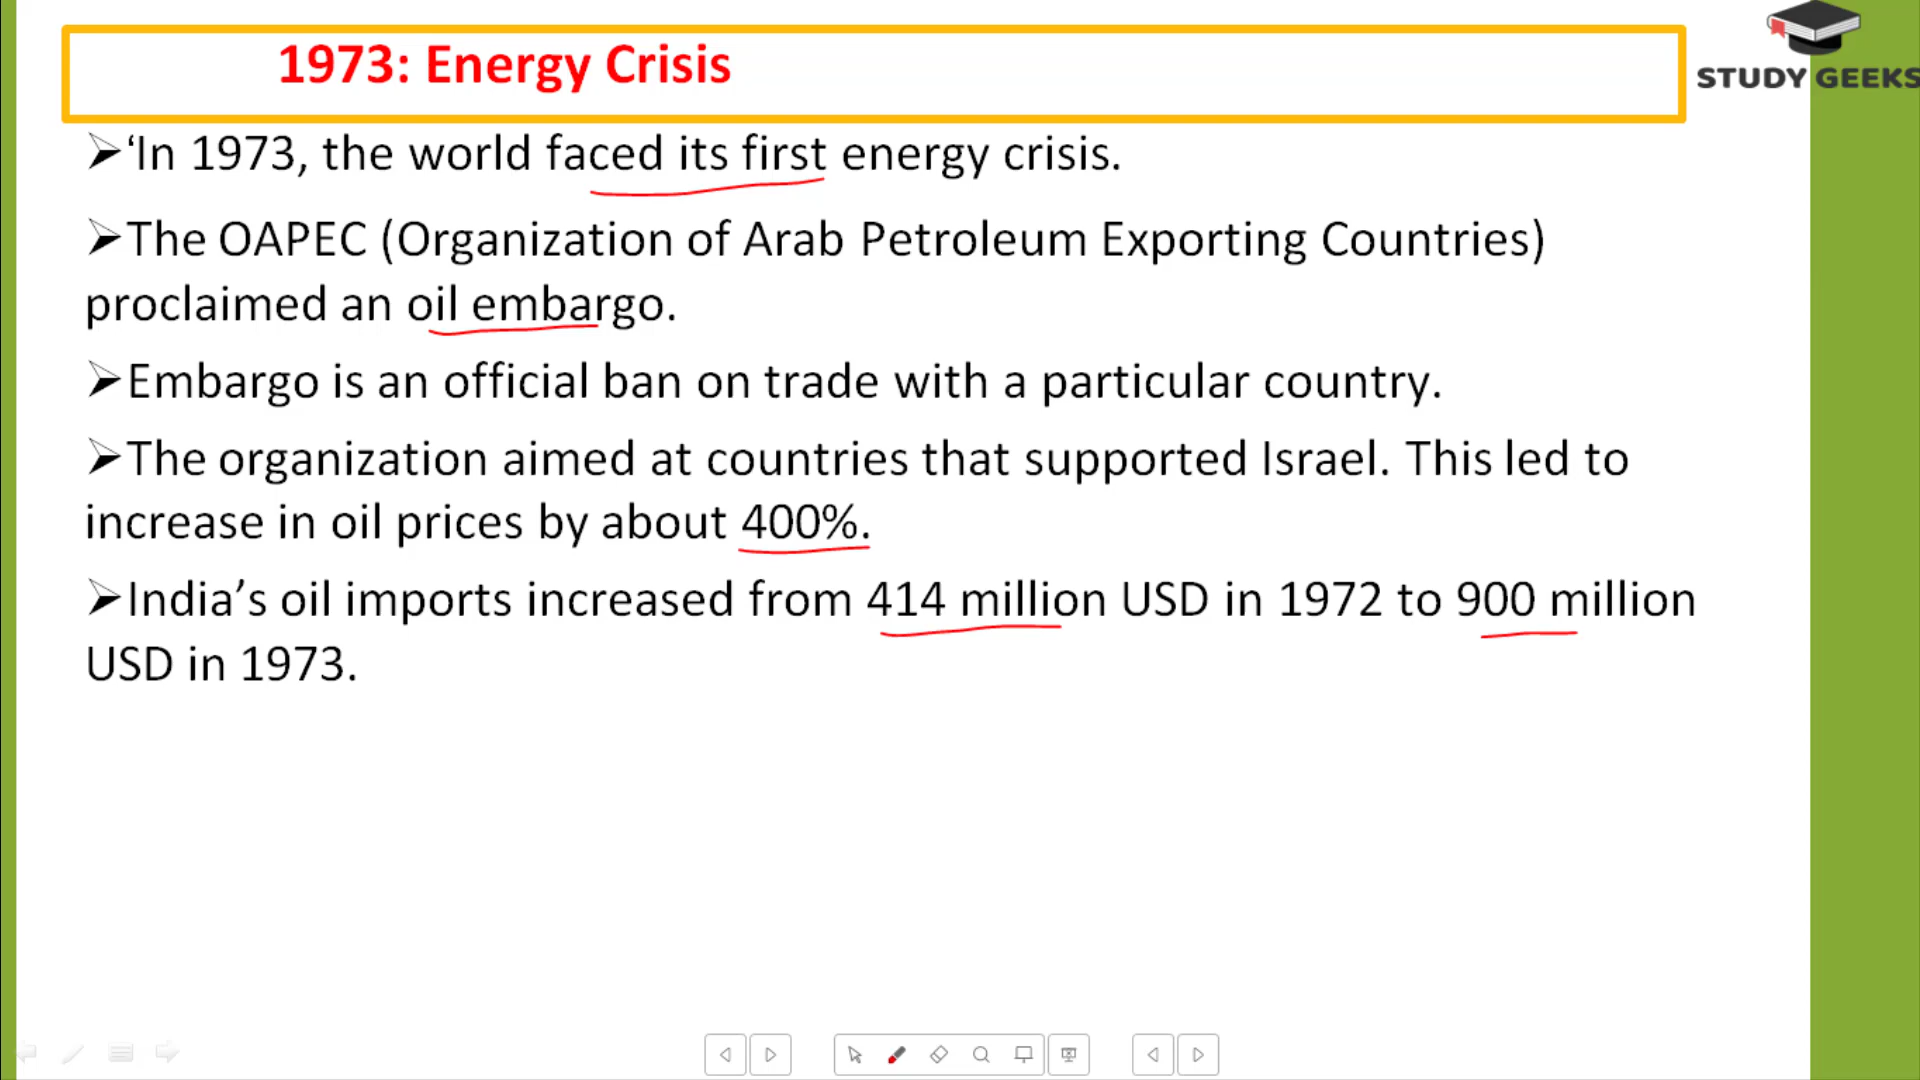 1973: Energy Crisis
STUDY GEEKS
➢‘In 1973, the world faced its first energy crisis.
➢The OAPEC (Organization of Arab Petroleum Exporting Countries)
proclaimed an oil embargo.
➢Embargo is an official ban on trade with a particular country.
➢The organization aimed at countries that supported Israel. This led to
increase in oil prices by about 400%.
➢India’s oil imports increased from 414 million USD in 1972 to 900 million
USD in 1973.